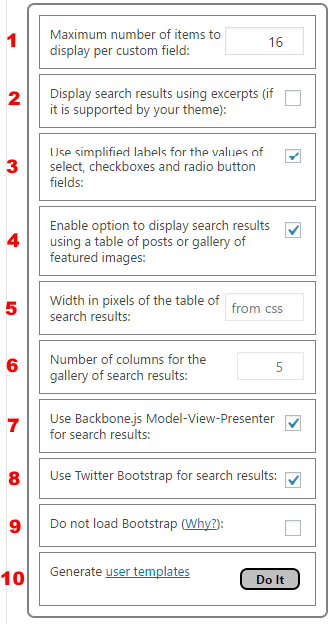 1
Maximum number of items to
display per custom field:
16
2
Display search results using excerpts (if
it is supported by your theme):
3
Use simplified labels for the values of
select, checkboxes and radio button
fields:
4
Enable option to display search results
using a table of posts or gallery of
featured images:
5
Width in pixels of the table of
search results:
from css
6
Number of columns for the
gallery of search results:
5
7
Use Backbone.js Model-View-Presenter
for search results:
8
Use Twitter Bootstrap for search results:
9
Do not load Bootstrap (Why?):
10
Generate user templates
Do It